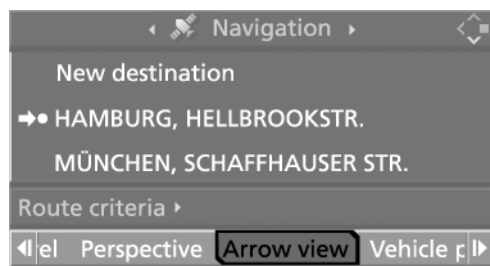 Navigation
New destination
HAMBURG, HELLBROOKSTR.
MÜNCHEN, SCHAFFHAUSER STR.
Route criteria
el Perspective Arrow view Vehicle p